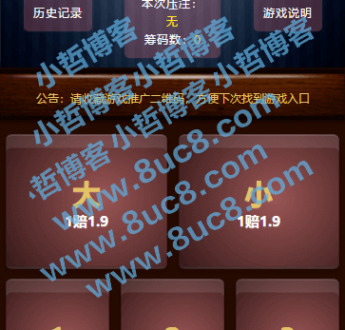 历史记录
本次压注：
无
筹码数：0
游戏说明
公告：请收藏游戏推广二维码，方便下次找到游戏入口
大
1赔1.9
小
1赔1.9
小哲博客小哲博客
小哲博客小哲博客小哲博客
小哲博客 www.8uc8.com
www.8uc8.com
www.8uc8.com